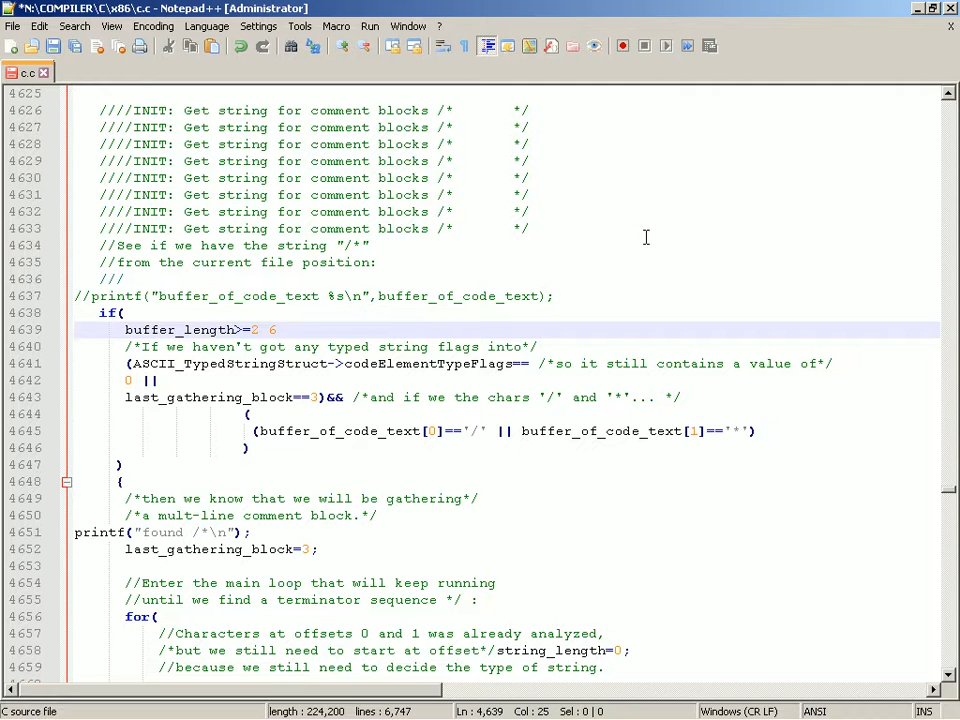 *N:\COMPILER\C\x86\c.c - Notepad++ [Administrator]
File Edit Search View Encoding Language Settings Tools Macro Run Window ? X
c.c
4625
4626 ////INIT: Get string for comment blocks /* */
4627 ////INIT: Get string for comment blocks /* */
4628 ////INIT: Get string for comment blocks /* */
4629 ////INIT: Get string for comment blocks /* */
4630 ////INIT: Get string for comment blocks /* */
4631 ////INIT: Get string for comment blocks /* */
4632 ////INIT: Get string for comment blocks /* */
4633 ////INIT: Get string for comment blocks /* */
4634 //See if we have the string "/*"
4635 //from the current file position:
4636 ///
4637 //printf("buffer_of_code_text %s\n",buffer_of_code_text);
4638 if(
4639 buffer_length>=2 6
4640 /*If we haven't got any typed string flags into*/
4641 (ASCII_TypedStringStruct->codeElementTypeFlags== /*so it still contains a value of*/
4642 0 ||
4643 last_gathering_block==3)&& /*and if we the chars '/' and '*'... */
4644 (
4645 (buffer_of_code_text[0]=='/' || buffer_of_code_text[1]=='*')
4646 )
4647 )
4648 {
4649 /*then we know that we will be gathering*/
4650 /*a mult-line comment block.*/
4651 printf("found /*\n");
4652 last_gathering_block=3;
4653
4654 //Enter the main loop that will keep running
4655 //until we find a terminator sequence */ :
4656 for(
4657 //Characters at offsets 0 and 1 was already analyzed,
4658 /*but we still need to start at offset*/string_length=0;
4659 //because we still need to decide the type of string.
C source file length : 224,200 lines : 6,747 Ln : 4,639 Col : 25 Sel : 0 | 0 Windows (CR LF) ANSI INS